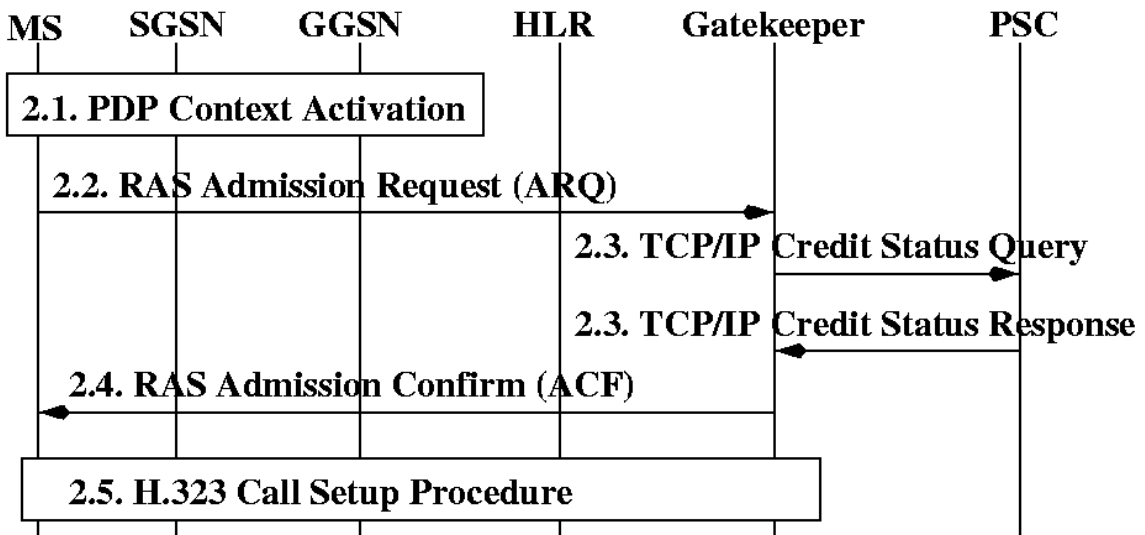 MS SGSN GGSN HLR Gatekeeper PSC
2.1. PDP Context Activation
2.2. RAS Admission Request (ARQ)
2.3. TCP/IP Credit Status Query
2.3. TCP/IP Credit Status Response
2.4. RAS Admission Confirm (ACF)
2.5. H.323 Call Setup Procedure